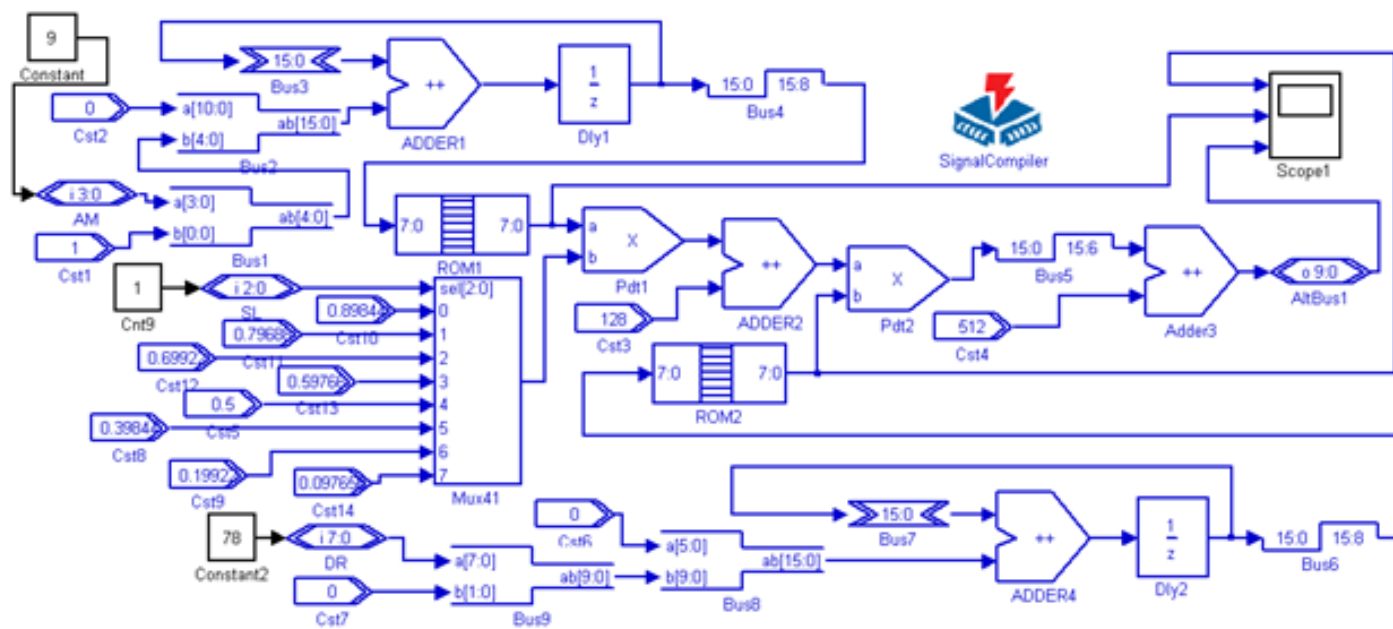 9
Constant
15:0
Bus3
++
ADDER1
1
z
Dly1
15:0 15:8
Bus4
0
Cst2
a[10:0]
b[4:0]
ab[15:0]
Bus2
SignalCompiler
Scope1
i 3:0
AM
a[3:0]
b[0:0]
ab[4:0]
Bus1
1
Cst1
7:0 7:0
ROM1
a
b
X
Pdt1
++
ADDER2
128
Cst3
a
b
X
Pdt2
15:0 15:6
Bus5
++
Adder3
512
Cst4
o 9:0
AltBus1
1
Cnt9
i 2:0
SL
sel[2:0]
0
1
2
3
4
5
6
7
Mux41
0.89844
Cst10
0.7968
Cst11
0.6992
Cst12
0.5976
Cst13
0.5
Cst5
0.39844
Cst8
0.1992
Cst9
0.09765
Cst14
7:0 7:0
ROM2
78
Constant2
i 7:0
DR
0
Cst7
a[7:0]
b[1:0]
ab[9:0]
Bus9
0
Cst6
a[5:0]
b[9:0]
ab[15:0]
Bus8
15:0
Bus7
++
ADDER4
1
z
Dly2
15:0 15:8
Bus6